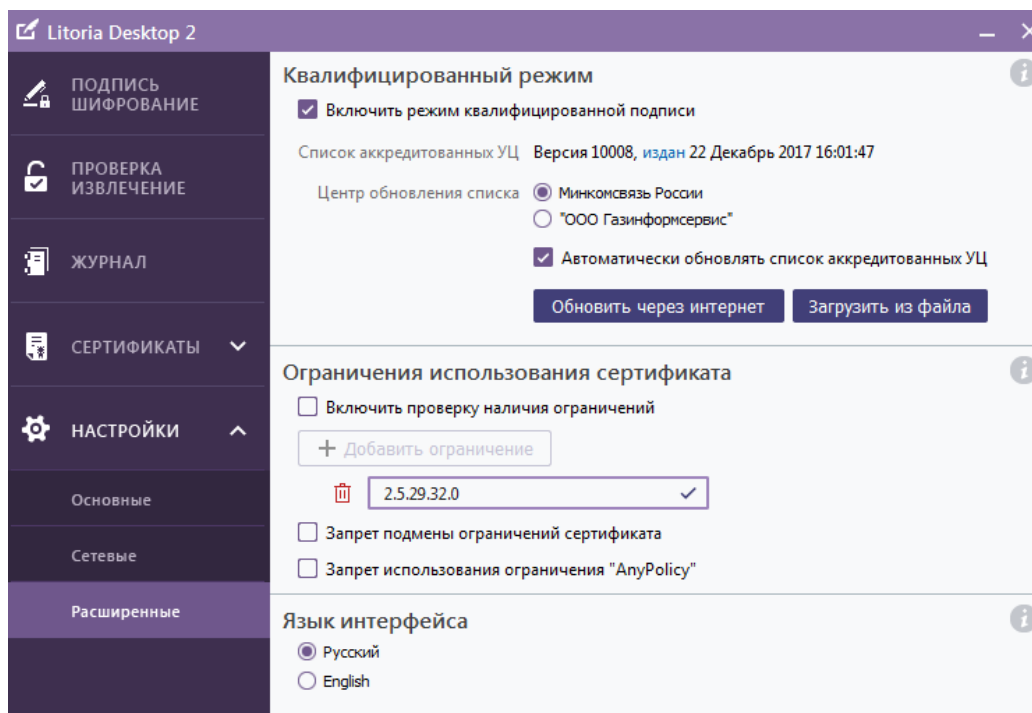 Litoria Desktop 2
ПОДПИСЬ
ШИФРОВАНИЕ
ПРОВЕРКА
ИЗВЛЕЧЕНИЕ
ЖУРНАЛ
СЕРТИФИКАТЫ
НАСТРОЙКИ
Основные
Сетевые
Расширенные
Квалифицированный режим
Включить режим квалифицированной подписи
Список аккредитованных УЦ Версия 10008, издан 22 Декабрь 2017 16:01:47
Центр обновления списка Минкомсвязь России
"ООО Газинформсервис"
Автоматически обновлять список аккредитованных УЦ
Обновить через интернет Загрузить из файла
Ограничения использования сертификата
Включить проверку наличия ограничений
+ Добавить ограничение
2.5.29.32.0
Запрет подмены ограничений сертификата
Запрет использования ограничения "AnyPolicy"
Язык интерфейса
Русский
English